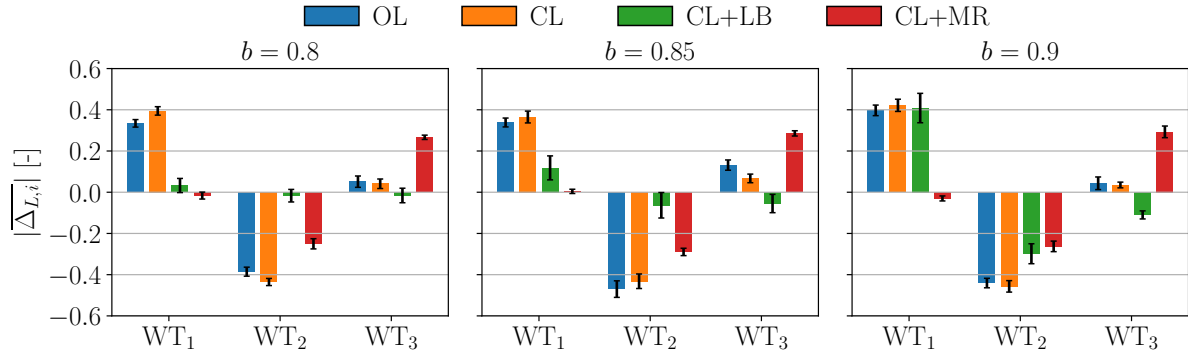 OL CL CL+LB CL+MR
b = 0.8 b = 0.85 b = 0.9
|Δ_{L,i}| [-]
0.6
0.4
0.2
0.0
−0.2
−0.4
−0.6
WT₁ WT₂ WT₃ WT₁ WT₂ WT₃ WT₁ WT₂ WT₃